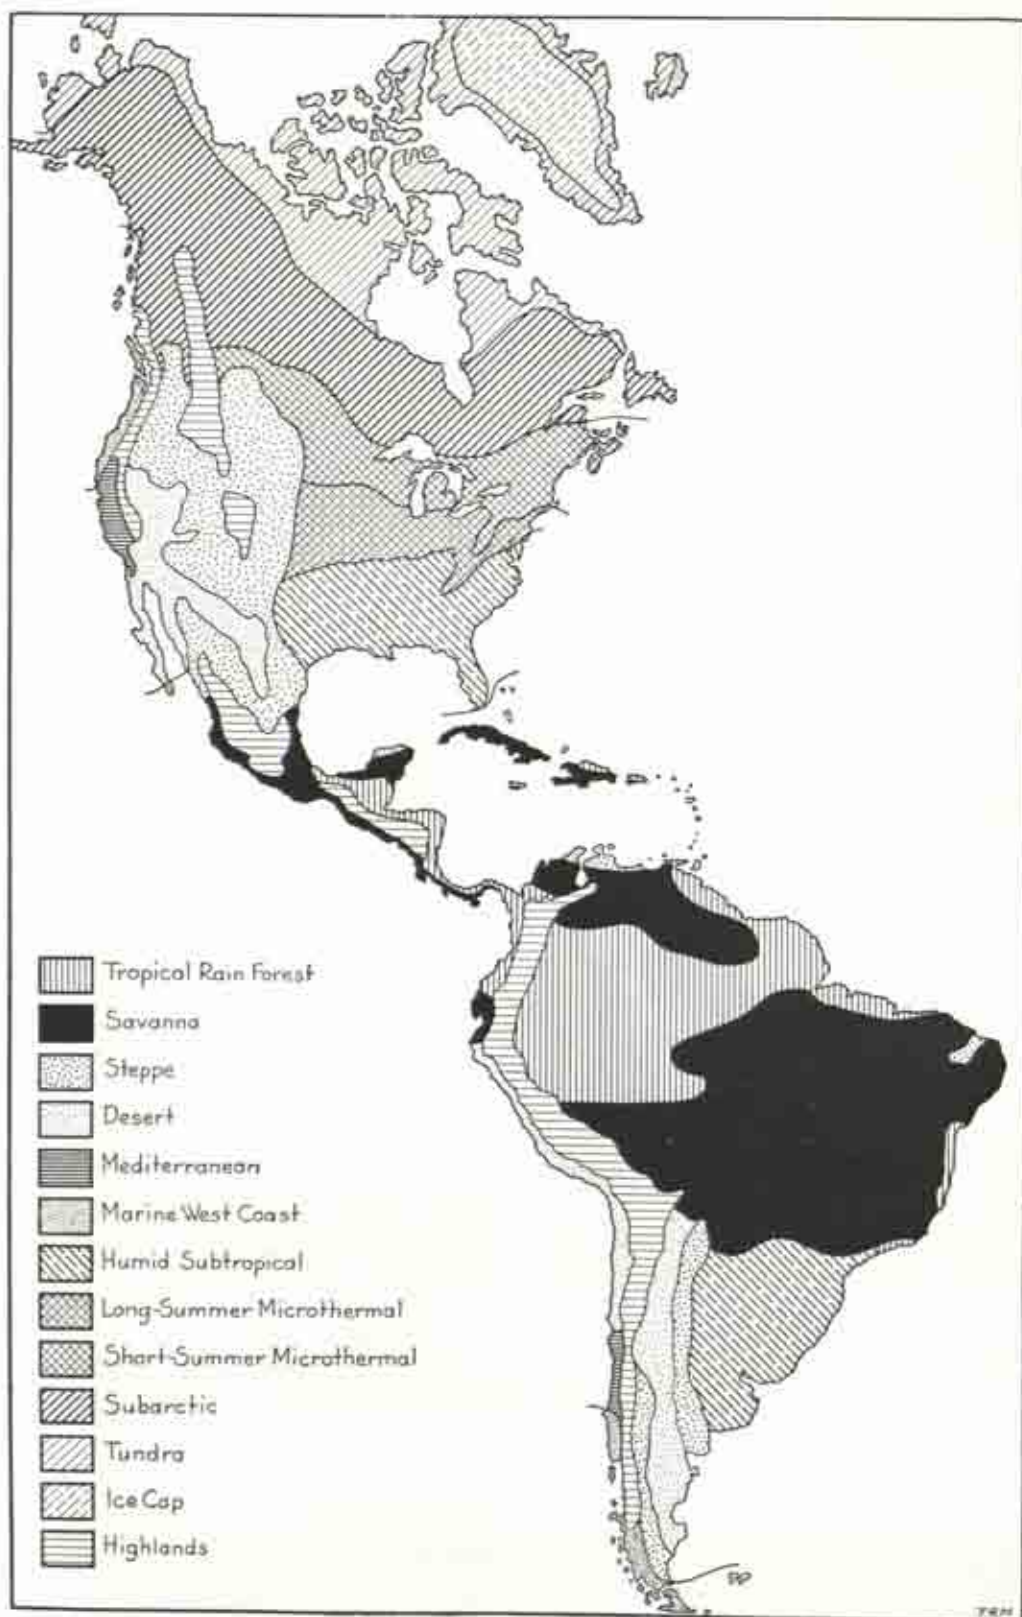 Tropical Rain Forest
Savanna
Steppe
Desert
Mediterranean
Marine West Coast
Humid Subtropical
Long-Summer Microthermal
Short-Summer Microthermal
Subarctic
Tundra
Ice Cap
Highlands